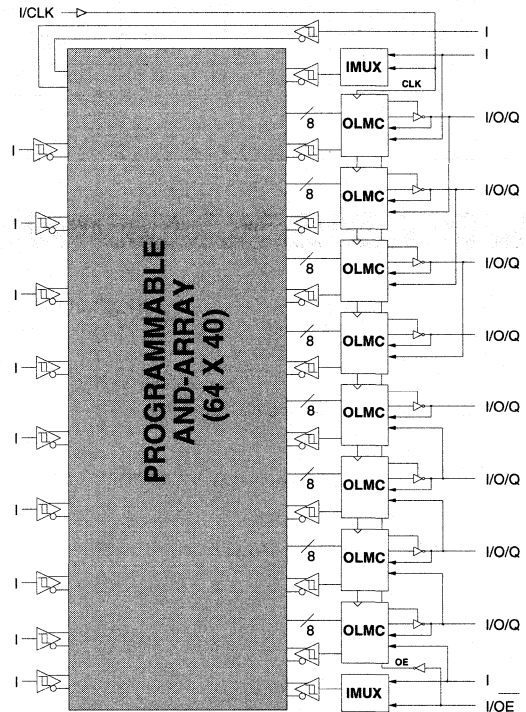 I/CLK
I
I
IMUX
CLK
8
OLMC
I/O/Q
I
8
OLMC
I/O/Q
I
8
OLMC
I/O/Q
I
8
OLMC
I/O/Q
I
PROGRAMMABLE
AND-ARRAY
(64 X 40)
8
OLMC
I/O/Q
I
8
OLMC
I/O/Q
I
8
OLMC
I/O/Q
I
8
OLMC
I/O/Q
I
OE
I
I
IMUX
I/OE